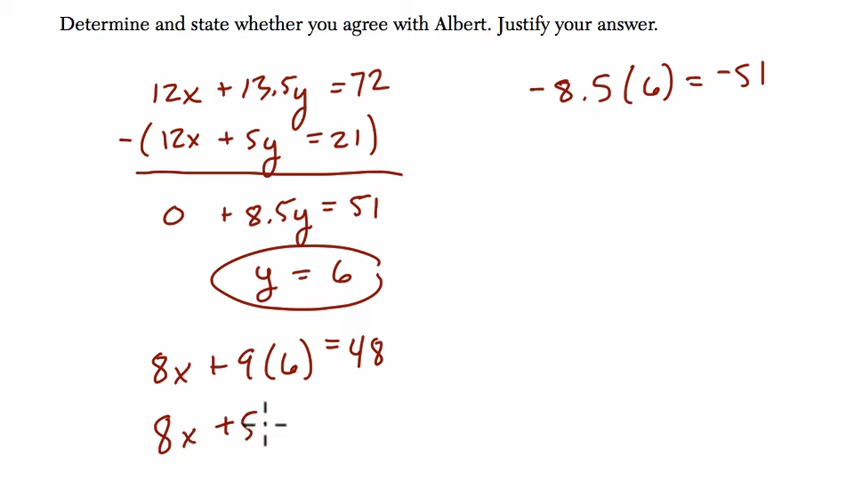 Determine and state whether you agree with Albert. Justify your answer.
12x + 13.5y = 72
-8.5(6) = -51
-(12x + 5y = 21)
0 + 8.5y = 51
y = 6
8x + 9(6) = 48
8x + 5